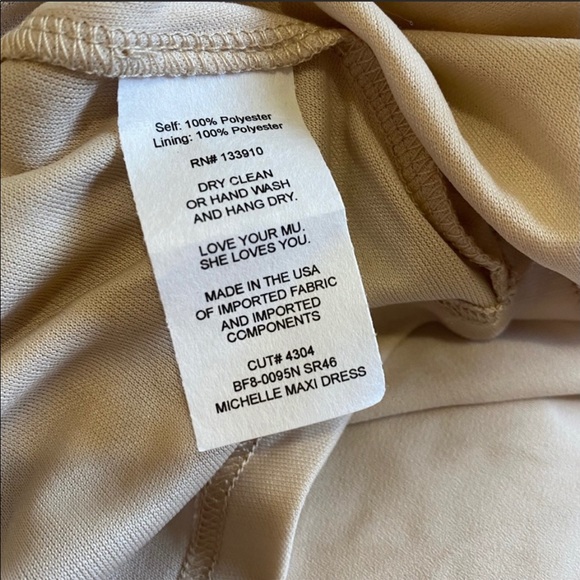 Self: 100% Polyester
Lining: 100% Polyester
RN# 133910
DRY CLEAN
OR HAND WASH
AND HANG DRY.
LOVE YOUR MU.
SHE LOVES YOU.
MADE IN THE USA
OF IMPORTED FABRIC
AND IMPORTED
COMPONENTS
CUT# 4304
BF8-0095N SR46
MICHELLE MAXI DRESS